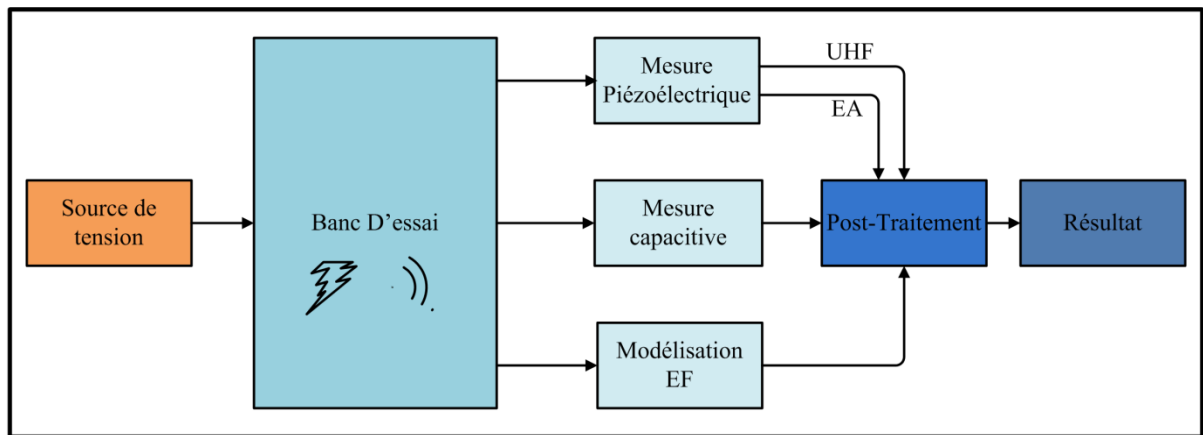 Source de
tension
Banc D'essai
Mesure
Piézoélectrique
UHF
EA
Mesure
capacitive
Modélisation
EF
Post-Traitement
Résultat